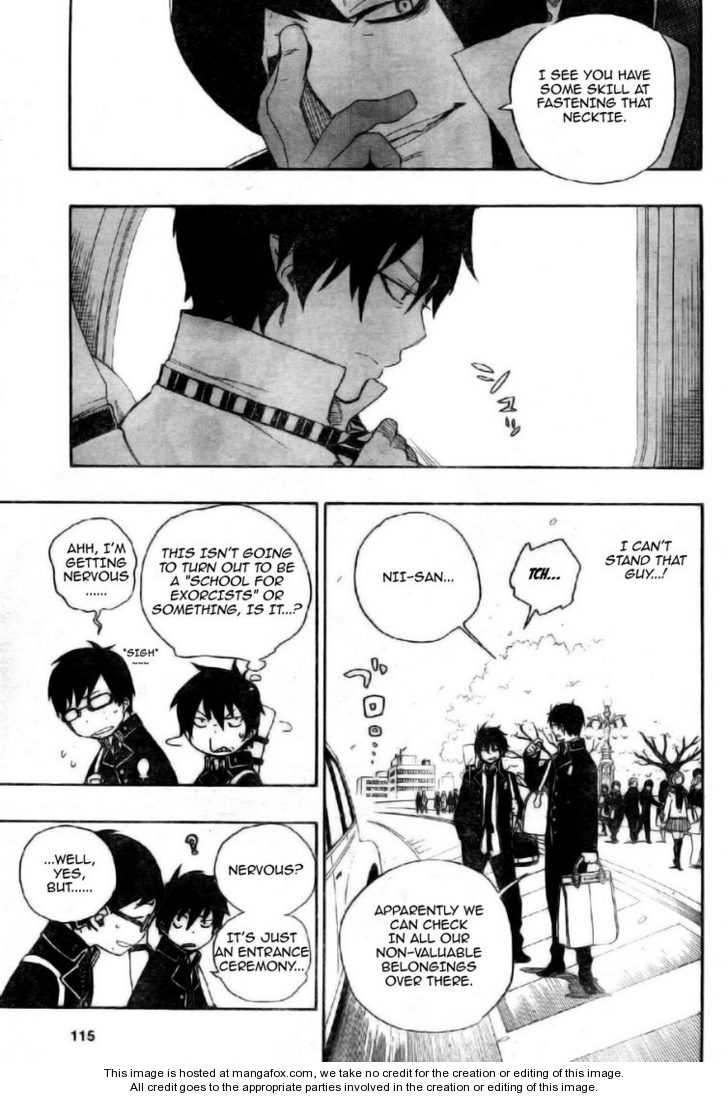 I SEE YOU HAVE
SOME SKILL AT
FASTENING THAT
NECKTIE.
I CAN'T
STAND THAT
GUY...!
TCH...
NII-SAN...
APPARENTLY WE
CAN CHECK
IN ALL OUR
NON-VALUABLE
BELONGINGS
OVER THERE.
ブロロ
THIS ISN'T GOING
TO TURN OUT TO
BE A "SCHOOL FOR
EXORCISTS" OR
SOMETHING, IS IT...?
AHH, I'M
GETTING
NERVOUS
......
*SIGH*
~~~
NERVOUS?
IT'S JUST
AN ENTRANCE
CEREMONY...
?
...WELL,
YES,
BUT......
115
This image is hosted at mangafox.com, we take no credit for the creation or editing of this image.
All credit goes to the appropriate parties involved in the creation or editing of this image.